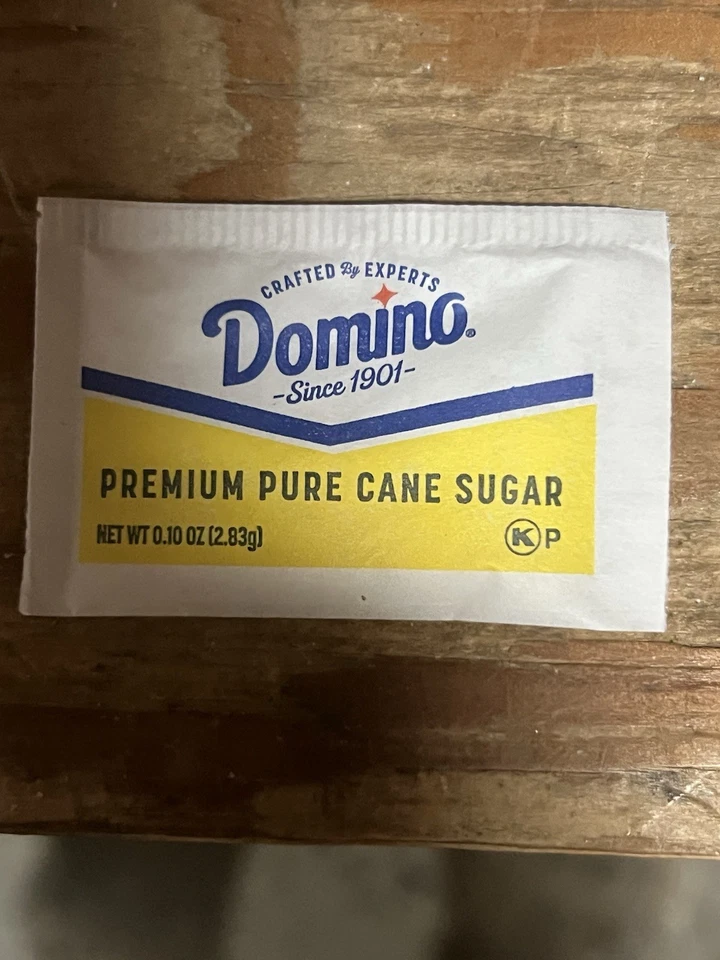 CRAFTED By EXPERTS
Domino®
-Since 1901-
PREMIUM PURE CANE SUGAR
NET WT 0.10 OZ (2.83g)
K P